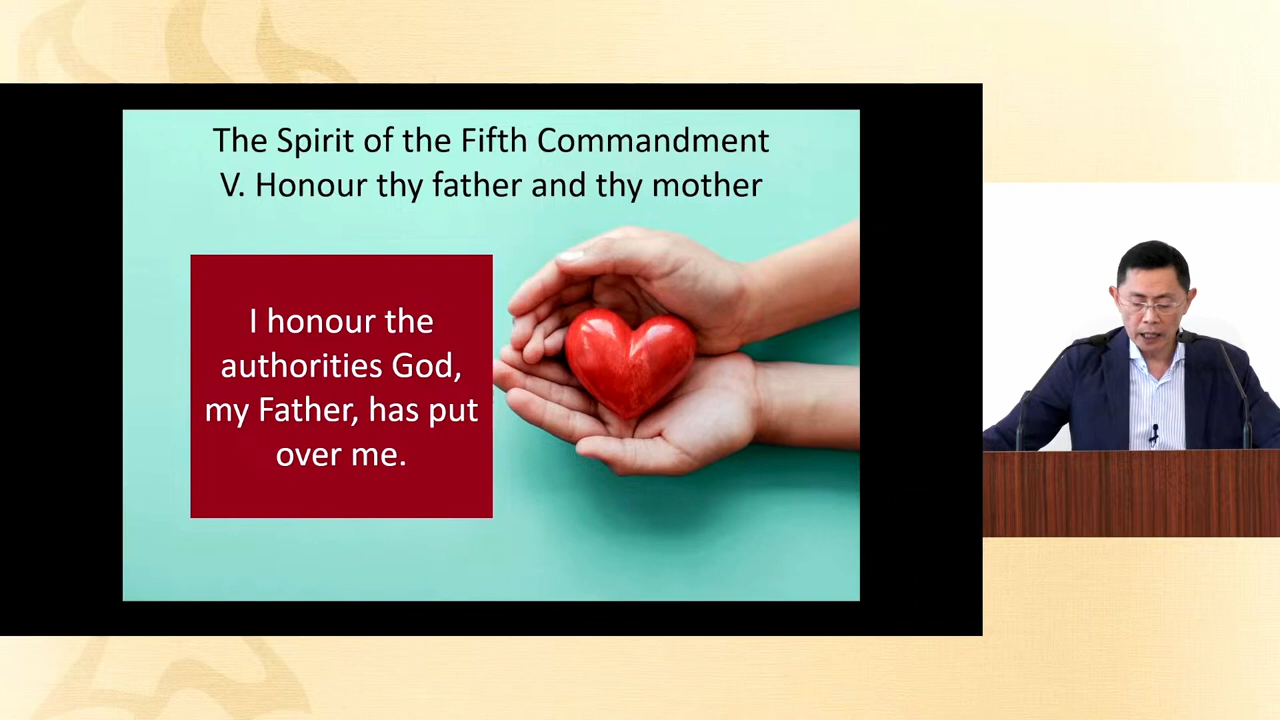 The Spirit of the Fifth Commandment
V. Honour thy father and thy mother
I honour the
authorities God,
my Father, has put
over me.